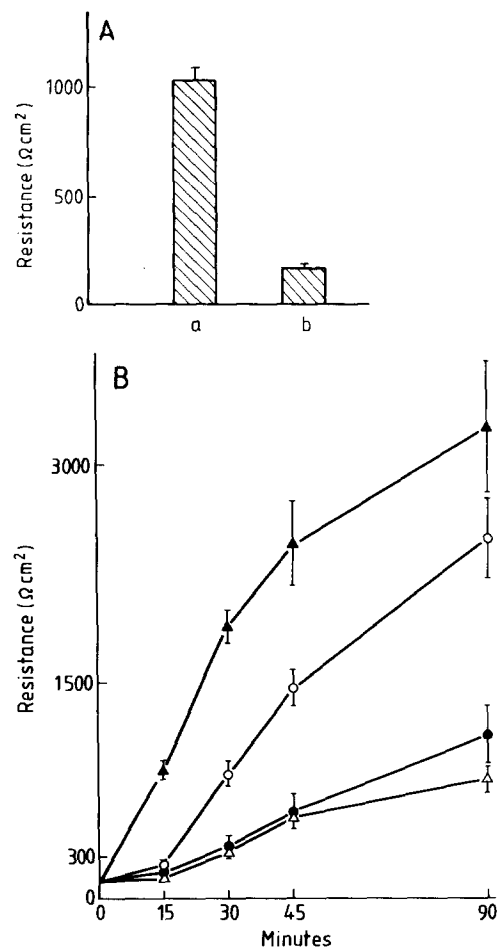 A
Resistance (Ω cm²)
1000
500
0
a
b
B
Resistance (Ω cm²)
3000
1500
300
0
0
15
30
45
90
Minutes